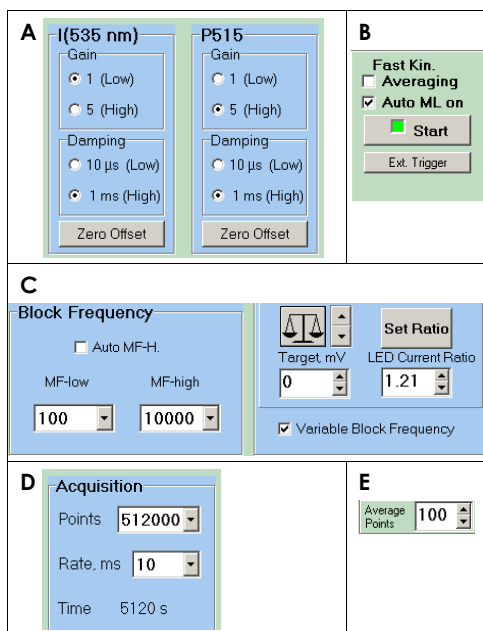 A
I(535 nm)
Gain
1 (Low)
5 (High)
Damping
10 µs (Low)
1 ms (High)
Zero Offset
P515
Gain
1 (Low)
5 (High)
Damping
10 µs (Low)
1 ms (High)
Zero Offset
B
Fast Kin.
Averaging
Auto ML on
Start
Ext. Trigger
C
Block Frequency
Auto MF-H.
MF-low
MF-high
100
10000
Set Ratio
Target, mV
LED Current Ratio
0
1.21
Variable Block Frequency
D
Acquisition
Points 512000
Rate, ms 10
Time 5120 s
E
Average
Points
100